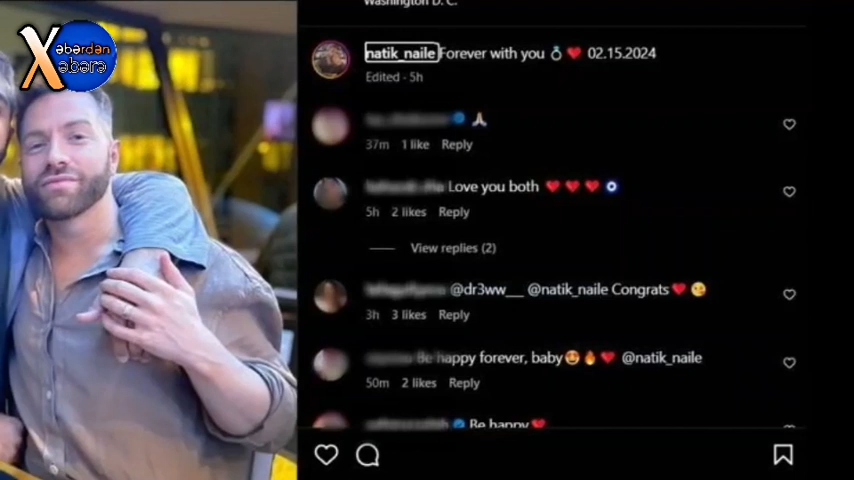 Washington D. C.
Xəbərdən
Xəbərə
natik_naile Forever with you 💍❤️ 02.15.2024
Edited · 5h
🙏🏻
37m 1 like Reply
Love you both ❤️❤️❤️🧿
5h 2 likes Reply
View replies (2)
@dr3ww___ @natik_naile Congrats❤️😉
3h 3 likes Reply
Be happy forever, baby😍🔥❤️ @natik_naile
50m 2 likes Reply
Be happy❤️